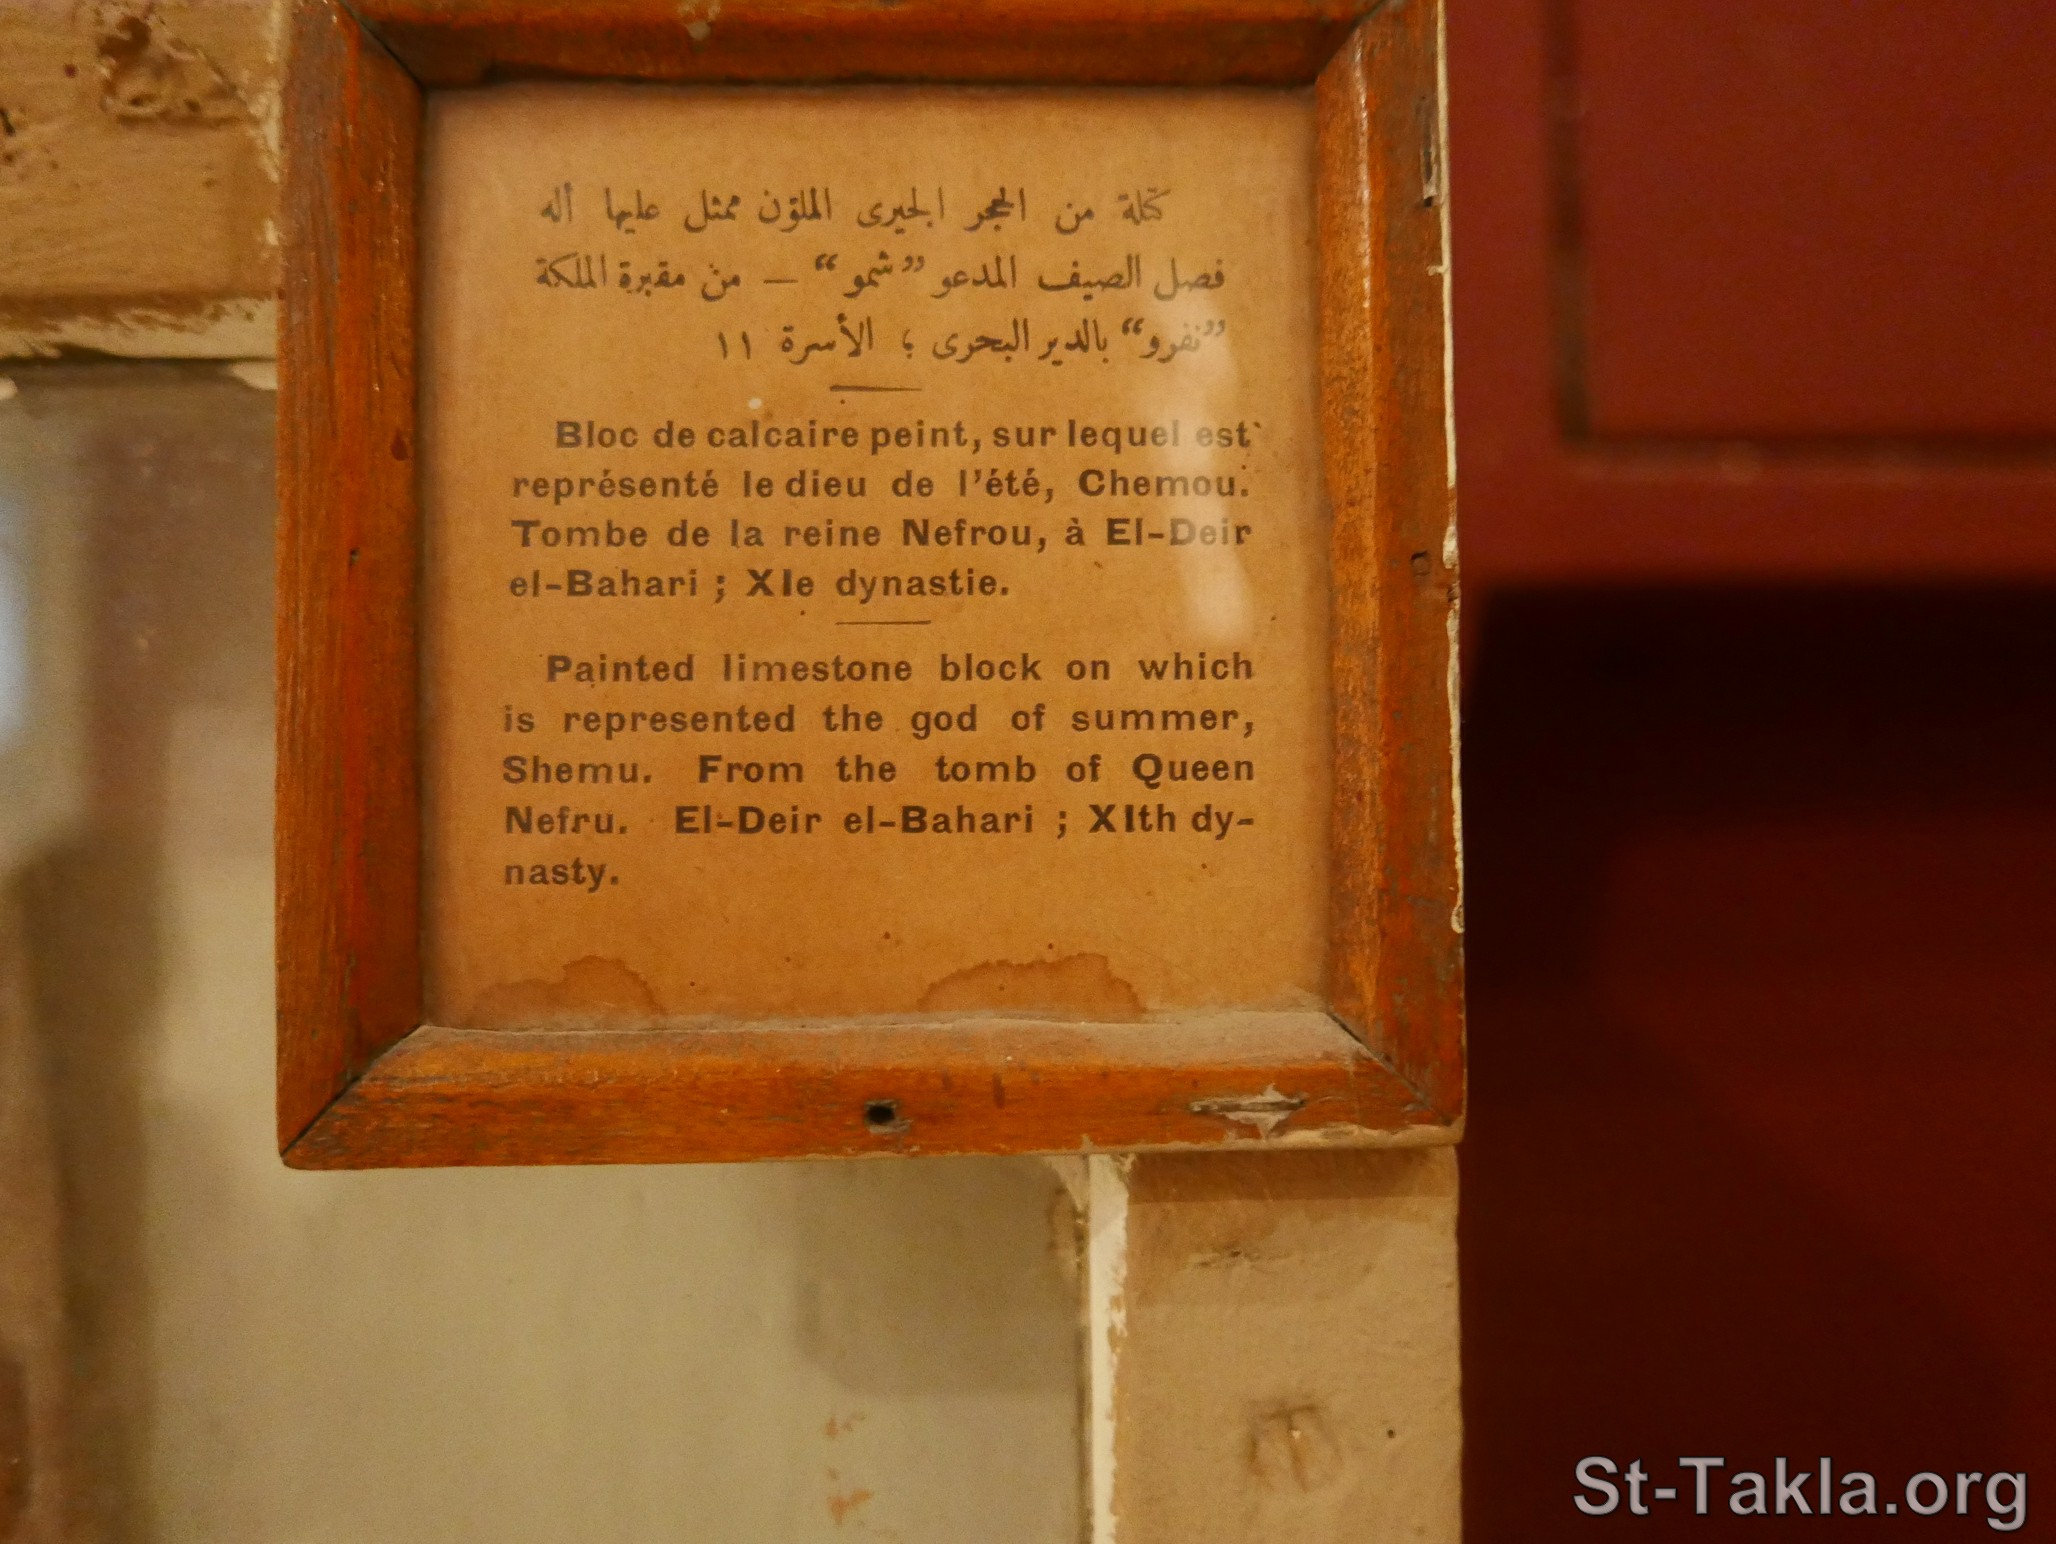 كتلة من الحجر الجيرى الملوّن ممثل عليها أله
فصل الصيف المدعو ”شمو“ — من مقبرة الملكة
”نفرو“ بالدير البحرى ؛ الأسرة ١١
Bloc de calcaire peint, sur lequel est
représenté le dieu de l'été, Chemou.
Tombe de la reine Nefrou, à El-Deir
el-Bahari ; XIe dynastie.
Painted limestone block on which
is represented the god of summer,
Shemu. From the tomb of Queen
Nefru. El-Deir el-Bahari ; XIth dy-
nasty.
St-Takla.org